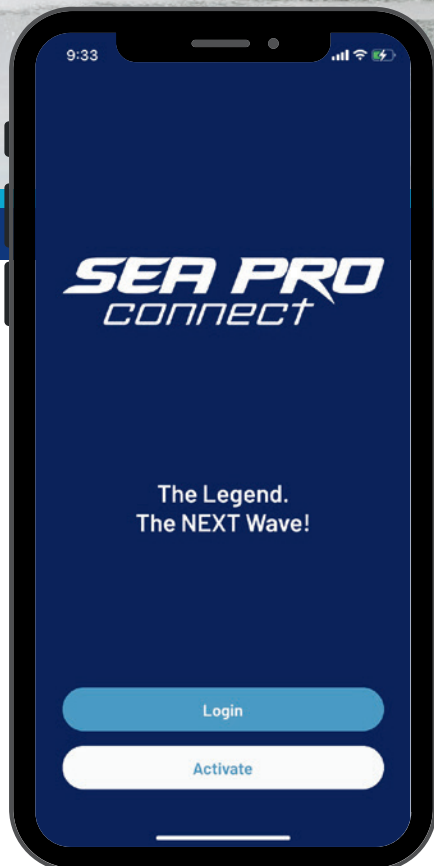 9:33
SEA PRO
connect
The Legend.
The NEXT Wave!
Login
Activate